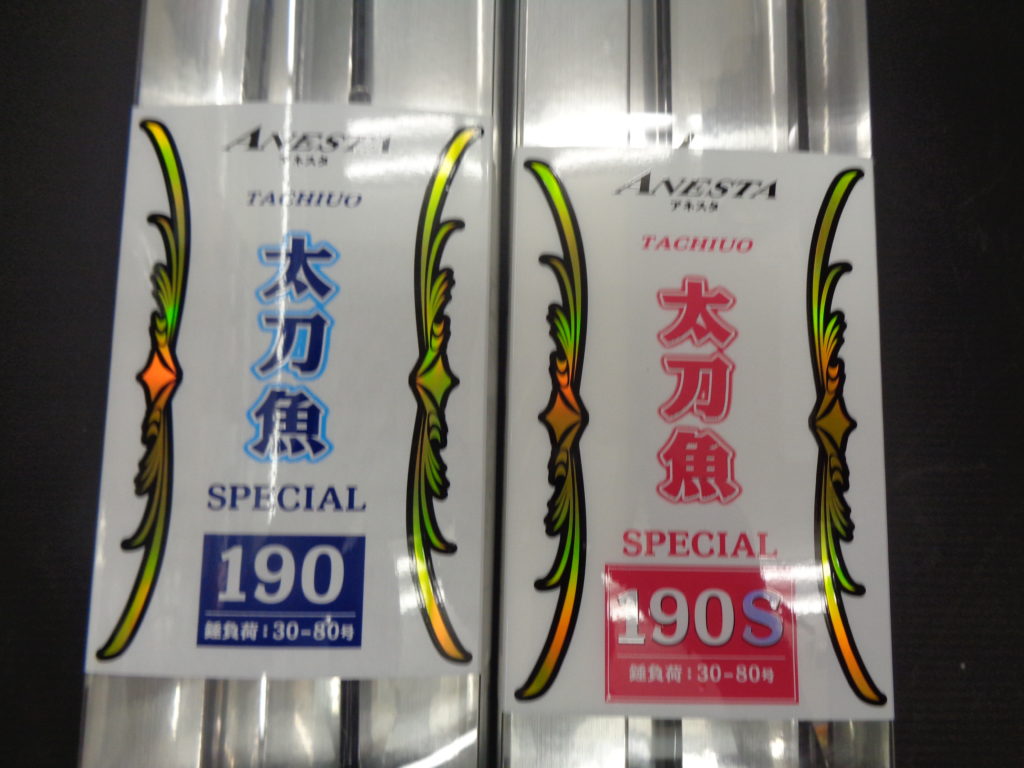 ANESTA
アネスタ
TACHIUO
太刀魚
SPECIAL
190
錘負荷:30-80号
ANESTA
アネスタ
TACHIUO
太刀魚
SPECIAL
190S
錘負荷:30-80号